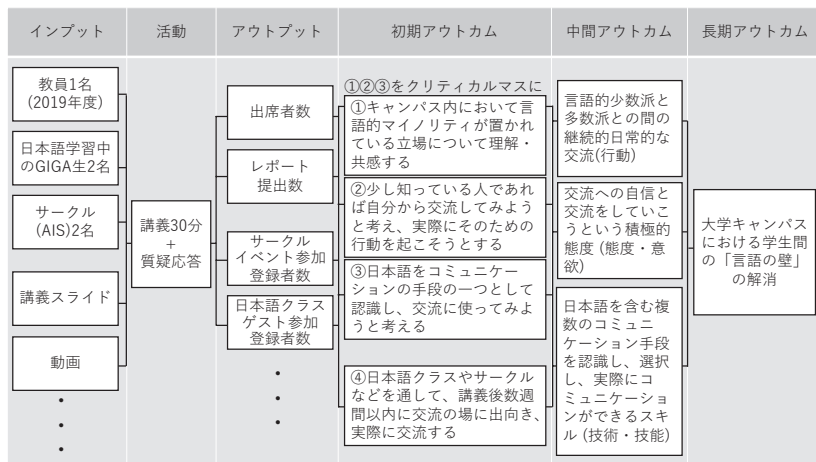 インプット
活動
アウトプット
初期アウトカム
中間アウトカム
長期アウトカム
教員1名
(2019年度)
日本語学習中
のGIGA生2名
サークル
(AIS)2名
講義スライド
動画
・
・
・
講義30分
+
質疑応答
出席者数
レポート
提出数
サークル
イベント参加
登録者数
日本語クラス
ゲスト参加
登録者数
・
・
・
①②③をクリティカルマスに
①キャンパス内において言
語的マイノリティが置かれ
ている立場について理解・
共感する
②少し知っている人であれ
ば自分から交流してみよう
と考え、実際にそのための
行動を起こそうとする
③日本語をコミュニケー
ションの手段の一つとして
認識し、交流に使ってみよ
うと考える
④日本語クラスやサークル
などを通して、講義後数週
間以内に交流の場に出向き、
実際に交流する
言語的少数派と
多数派との間の
継続的日常的な
交流(行動)
交流への自信と
交流をしていこ
うという積極的
態度 (態度・意
欲)
日本語を含む複
数のコミュニ
ケーション手段
を認識し、選択
し、実際にコ
ミュニケーショ
ンができるスキ
ル (技術・技能)
大学キャンパス
における学生間
の「言語の壁」
の解消